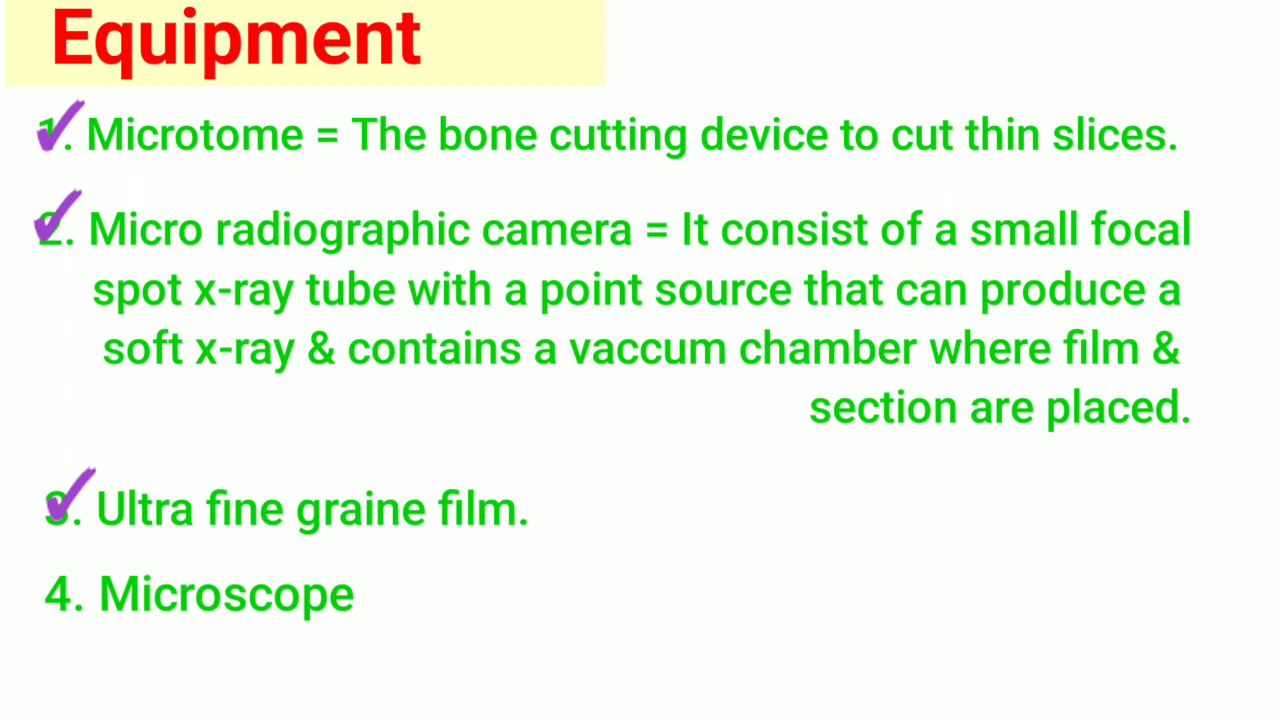 Equipment
1. Microtome = The bone cutting device to cut thin slices.
2. Micro radiographic camera = It consist of a small focal
spot x-ray tube with a point source that can produce a
soft x-ray & contains a vaccum chamber where film &
section are placed.
3. Ultra fine graine film.
4. Microscope